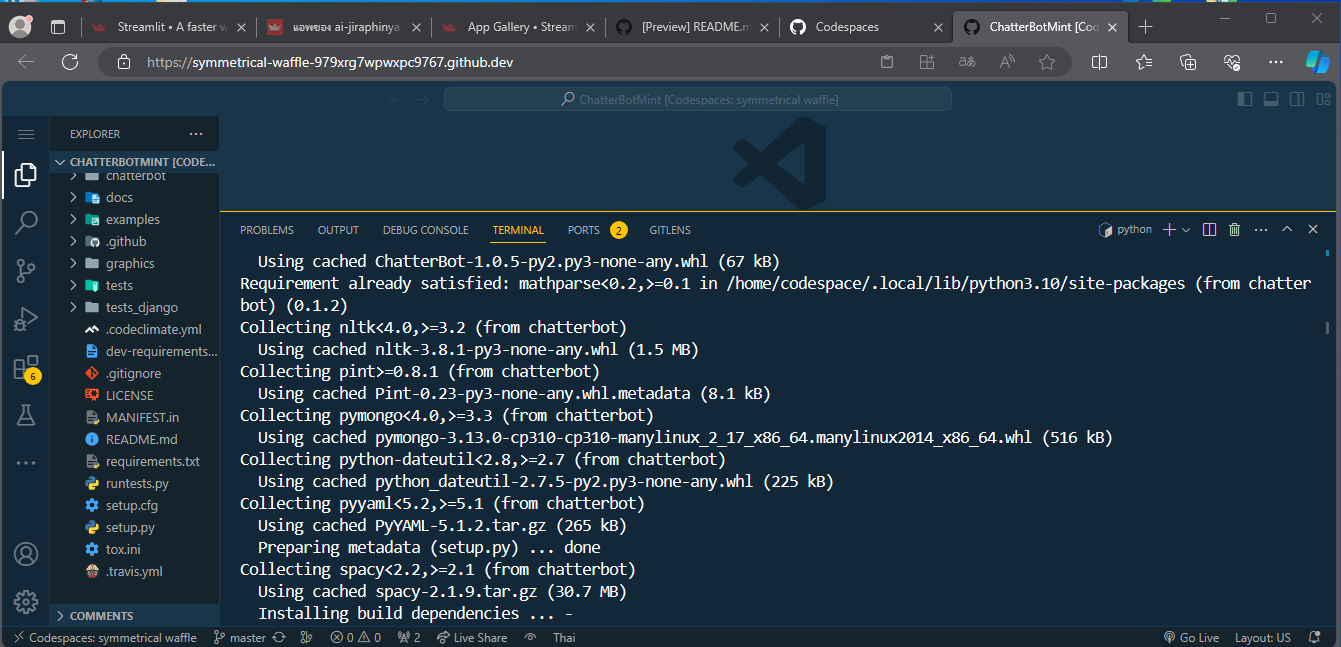 Streamlit • A faster w
แอพของ ai-jiraphinya
App Gallery • Stream
[Preview] README.m
Codespaces
ChatterBotMint [Cod
https://symmetrical-waffle-979xrg7wpwxpc9767.github.dev
ChatterBotMint [Codespaces: symmetrical waffle]
EXPLORER
CHATTERBOTMINT [CODE...
chatterbot
docs
examples
.github
graphics
tests
tests_django
.codeclimate.yml
dev-requirements...
.gitignore
LICENSE
MANIFEST.in
README.md
requirements.txt
runtests.py
setup.cfg
setup.py
tox.ini
.travis.yml
COMMENTS
6
PROBLEMS OUTPUT DEBUG CONSOLE TERMINAL PORTS 2 GITLENS
python
Using cached ChatterBot-1.0.5-py2.py3-none-any.whl (67 kB)
Requirement already satisfied: mathparse<0.2,>=0.1 in /home/codespace/.local/lib/python3.10/site-packages (from chatter
bot) (0.1.2)
Collecting nltk<4.0,>=3.2 (from chatterbot)
Using cached nltk-3.8.1-py3-none-any.whl (1.5 MB)
Collecting pint>=0.8.1 (from chatterbot)
Using cached Pint-0.23-py3-none-any.whl.metadata (8.1 kB)
Collecting pymongo<4.0,>=3.3 (from chatterbot)
Using cached pymongo-3.13.0-cp310-cp310-manylinux_2_17_x86_64.manylinux2014_x86_64.whl (516 kB)
Collecting python-dateutil<2.8,>=2.7 (from chatterbot)
Using cached python_dateutil-2.7.5-py2.py3-none-any.whl (225 kB)
Collecting pyyaml<5.2,>=5.1 (from chatterbot)
Using cached PyYAML-5.1.2.tar.gz (265 kB)
Preparing metadata (setup.py) ... done
Collecting spacy<2.2,>=2.1 (from chatterbot)
Using cached spacy-2.1.9.tar.gz (30.7 MB)
Installing build dependencies ... -
Codespaces: symmetrical waffle master 0 0 2 Live Share Thai Go Live Layout: US